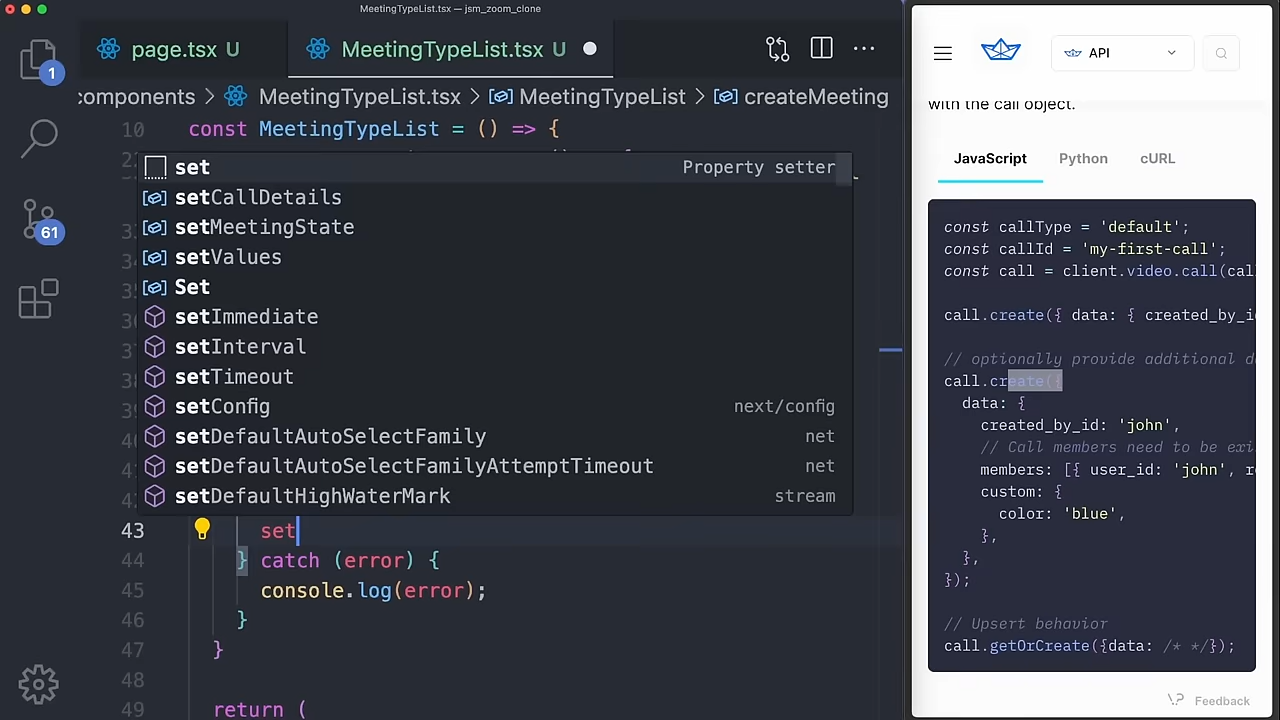 MeetingTypeList.tsx — jsm_zoom_clone
1
61
page.tsx U
MeetingTypeList.tsx U
components > MeetingTypeList.tsx > MeetingTypeList > createMeeting
10 const MeetingTypeList = () => {
set Property setter
setCallDetails
setMeetingState
setValues
Set
setImmediate
setInterval
setTimeout
setConfig next/config
setDefaultAutoSelectFamily net
setDefaultAutoSelectFamilyAttemptTimeout net
setDefaultHighWaterMark stream
43 set
44 } catch (error) {
45 console.log(error);
46 }
47 }
48
49 return (
API
with the call object.
JavaScript Python cURL
const callType = 'default';
const callId = 'my-first-call';
const call = client.video.call(cal
call.create({ data: { created_by_i
// optionally provide additional d
call.create({
data: {
created_by_id: 'john',
// Call members need to be exi
members: [{ user_id: 'john', r
custom: {
color: 'blue',
},
},
});
// Upsert behavior
call.getOrCreate({data: /* */});
Feedback